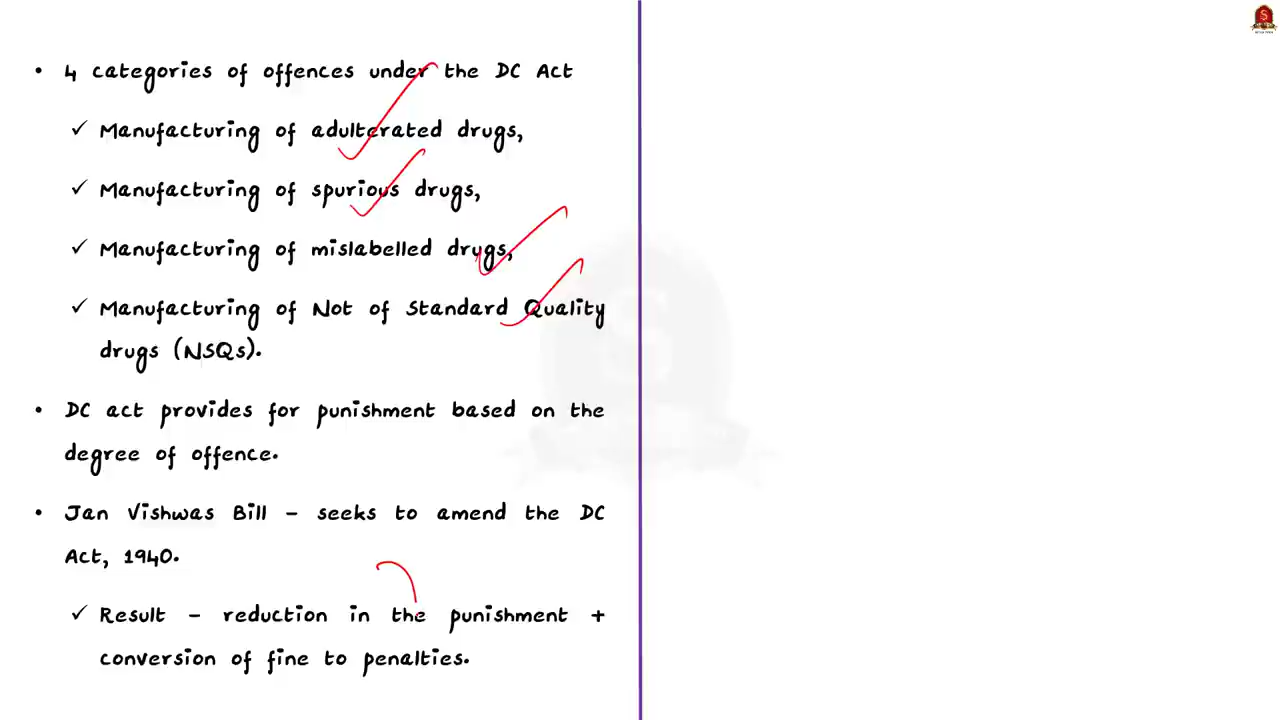 • 4 categories of offences under the DC Act
✓ Manufacturing of adulterated drugs,
✓ Manufacturing of spurious drugs,
✓ Manufacturing of mislabelled drugs,
✓ Manufacturing of Not of Standard Quality
drugs (NSQs).
• DC act provides for punishment based on the
degree of offence.
• Jan Vishwas Bill – seeks to amend the DC
Act, 1940.
✓ Result – reduction in the punishment +
conversion of fine to penalties.